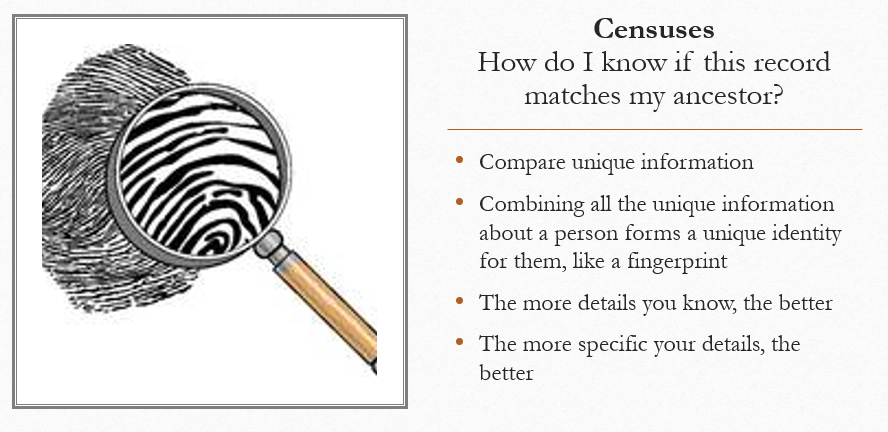 Censuses
How do I know if this record
matches my ancestor?
• Compare unique information
• Combining all the unique information
about a person forms a unique identity
for them, like a fingerprint
• The more details you know, the better
• The more specific your details, the
better